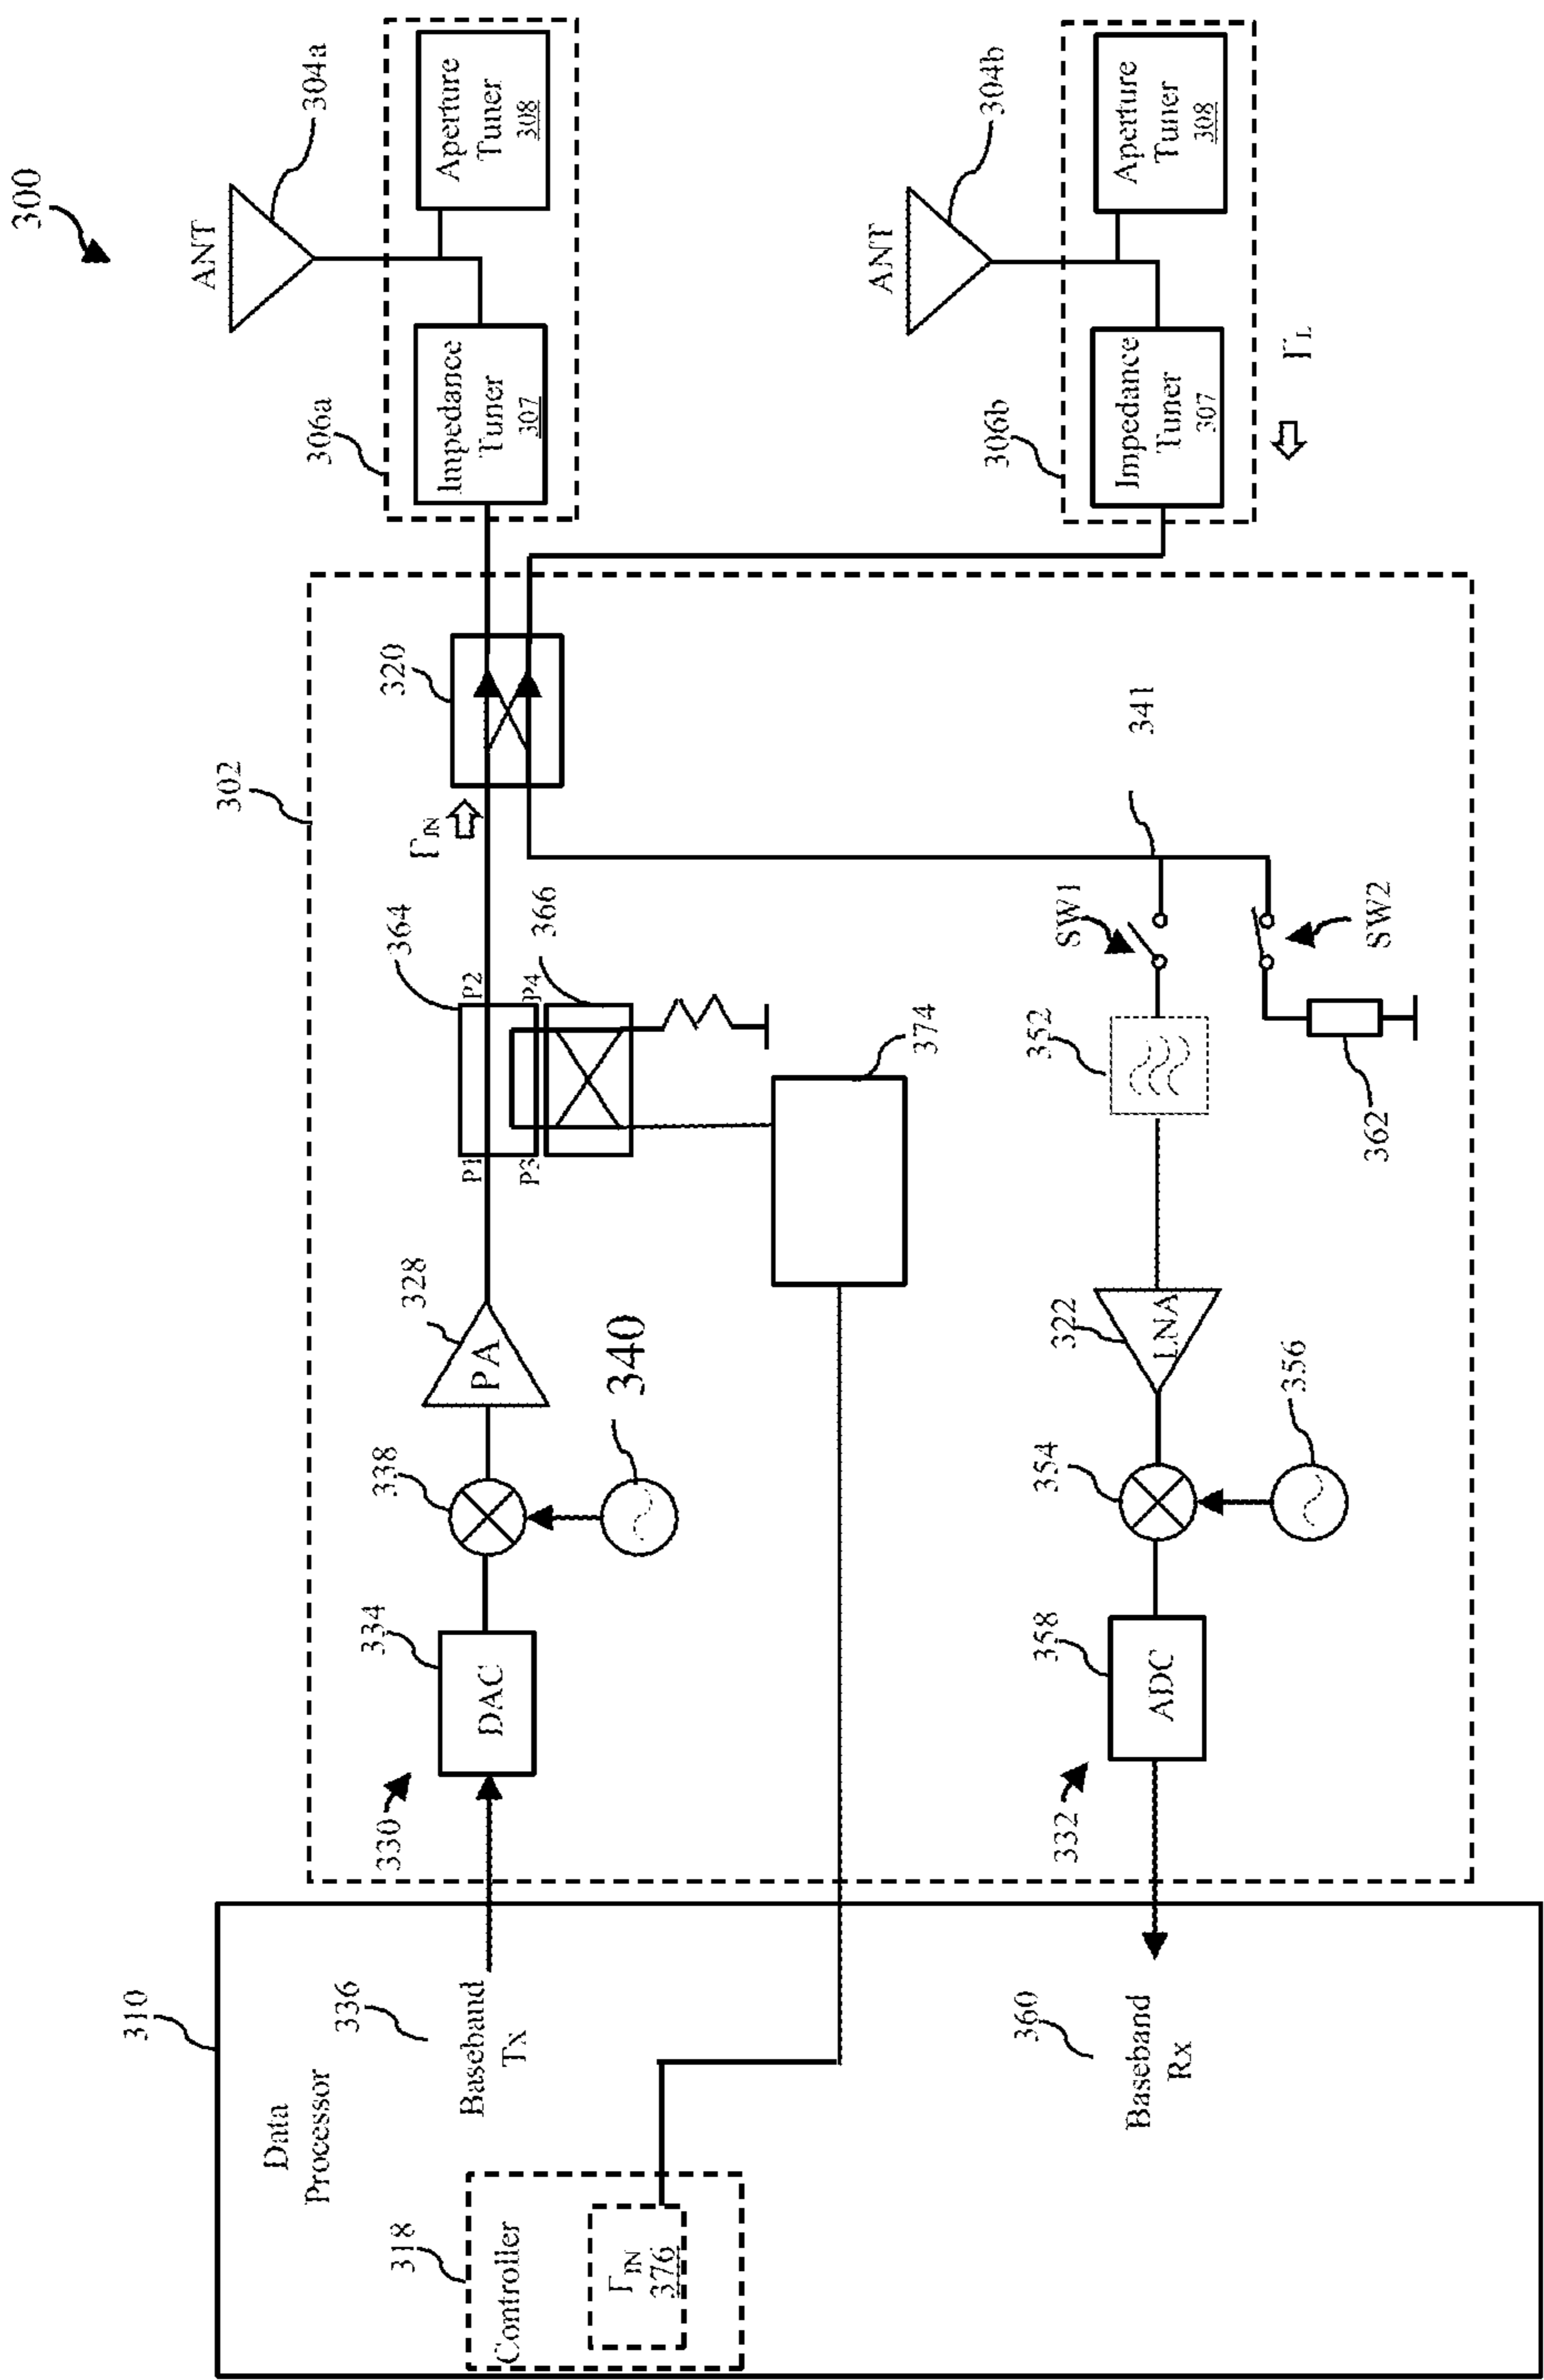 300
310
Data
Processor
318
Controller
ΓIN
376
336
Baseband
Tx
360
Baseband
Rx
302
330
334
DAC
338
340
328
PA
364
P1
P2
P3
P4
366
374
ΓIN
320
332
358
ADC
354
356
322
LNA
352
SW1
341
SW2
362
306a
Impedance
Tuner
307
ANT
304a
Aperture
Tuner
308
306b
Impedance
Tuner
307
ANT
304b
Aperture
Tuner
308
ΓL